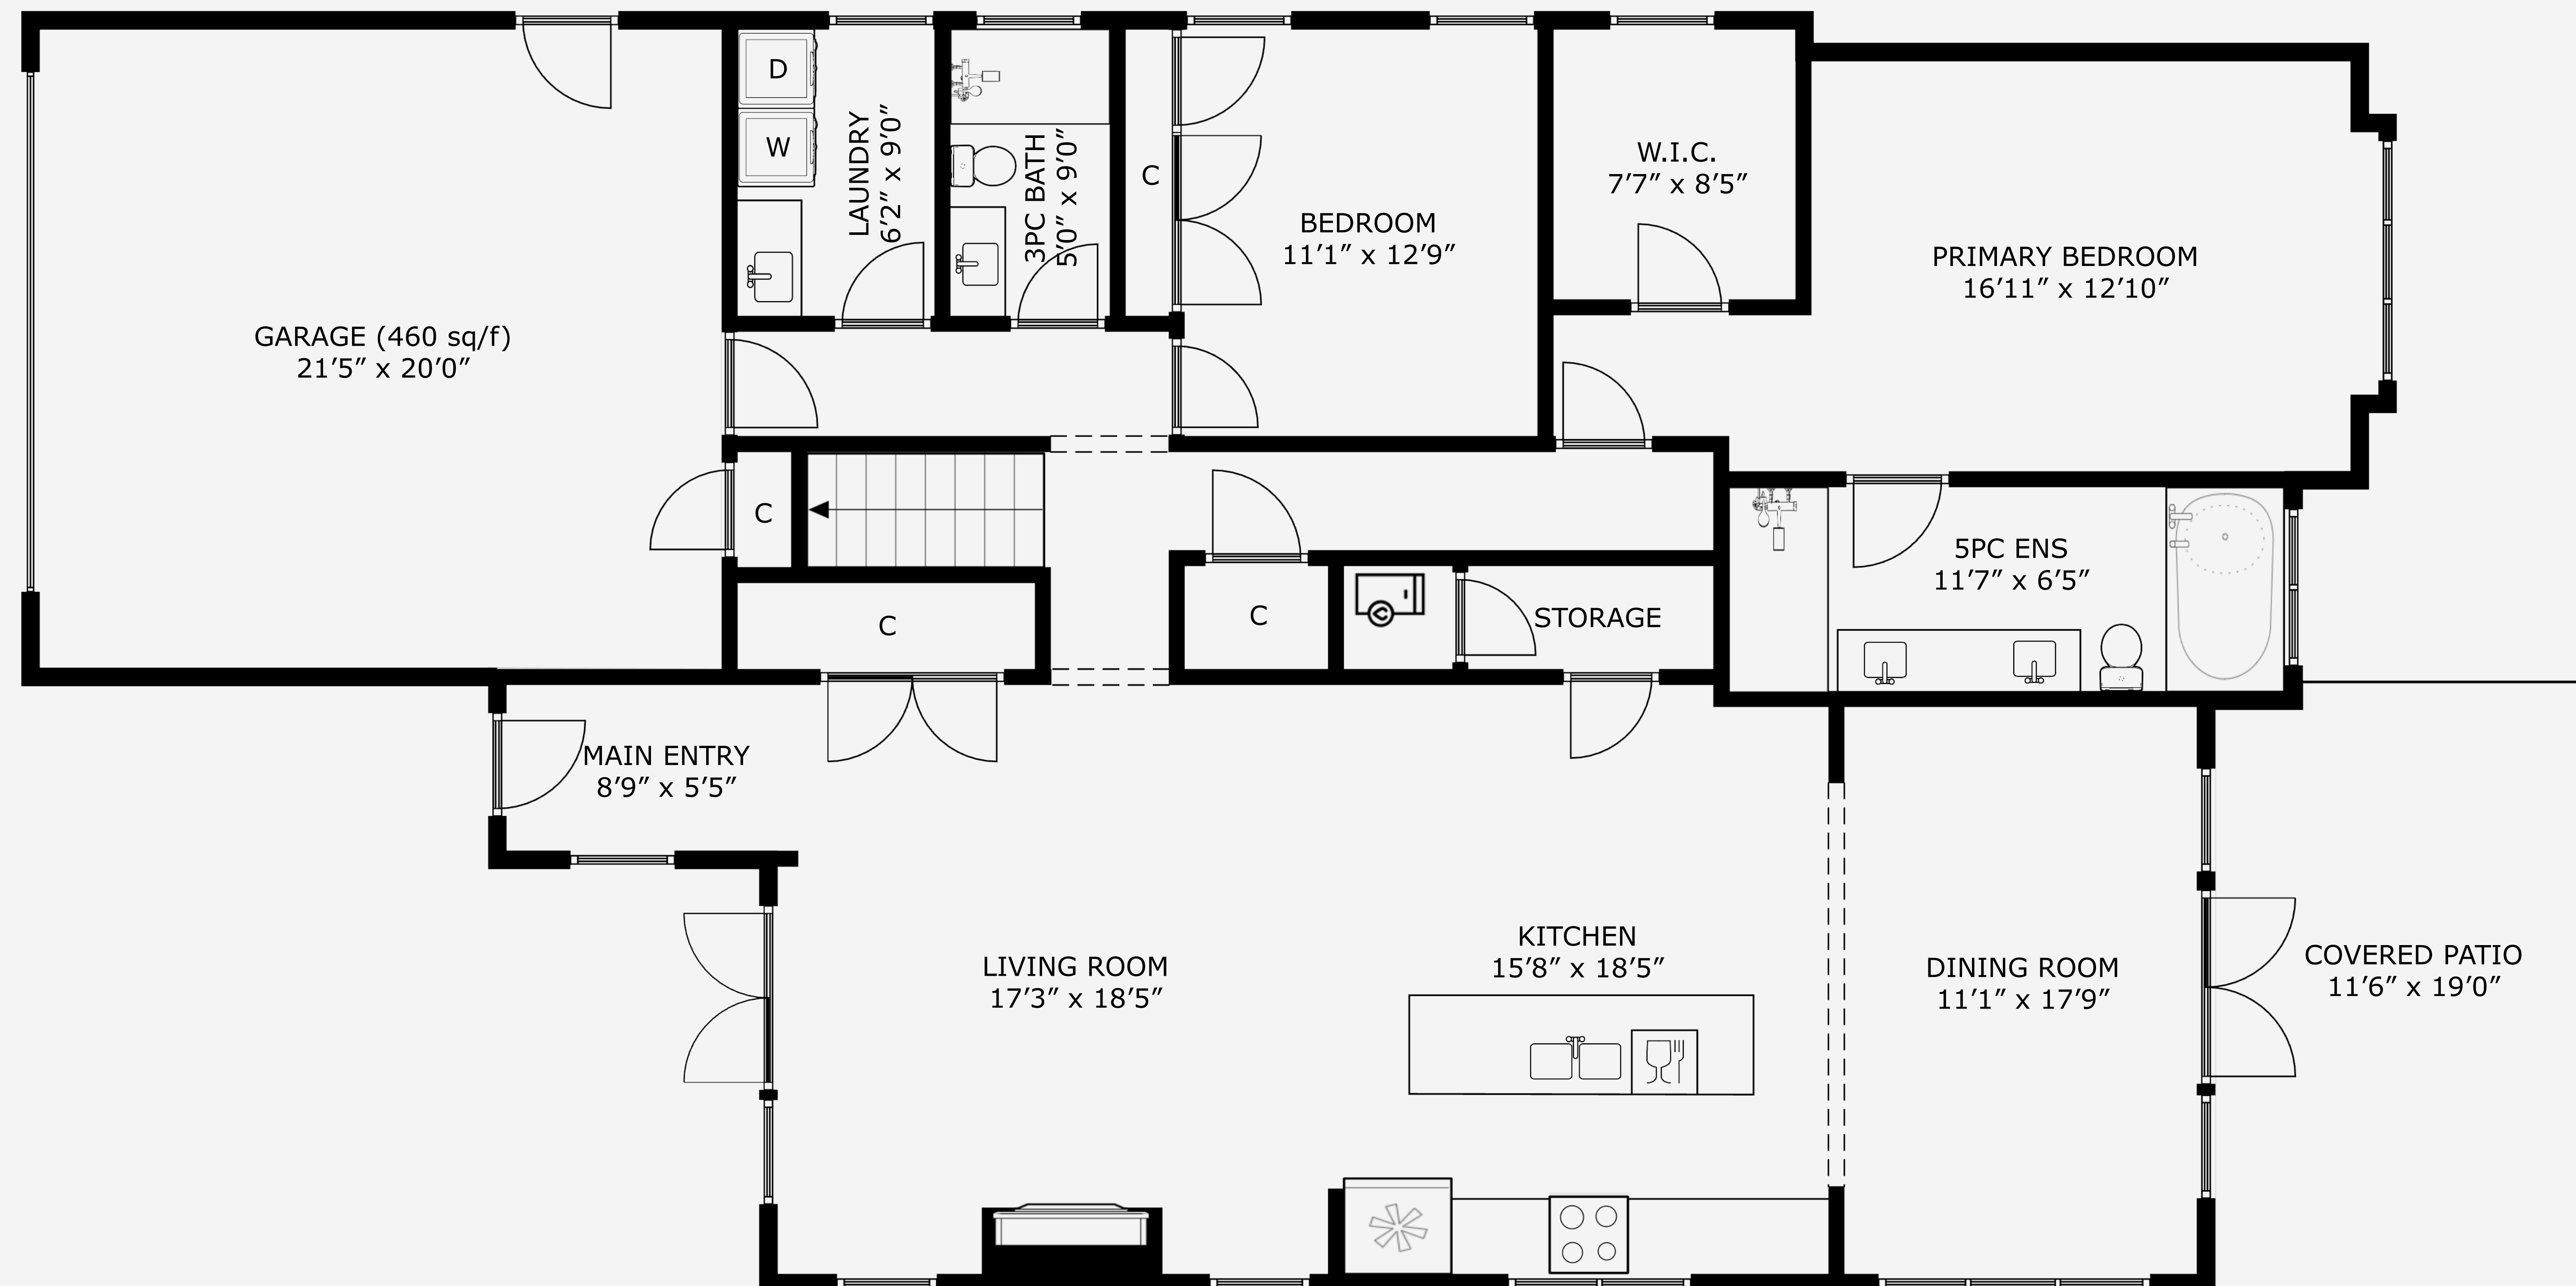 D
W
LAUNDRY
6′2″ x 9′0″
3PC BATH
5′0″ x 9′0″
C
BEDROOM
11′1″ x 12′9″
W.I.C.
7′7″ x 8′5″
PRIMARY BEDROOM
16′11″ x 12′10″
GARAGE (460 sq/f)
21′5″ x 20′0″
C
C
C
STORAGE
5PC ENS
11′7″ x 6′5″
MAIN ENTRY
8′9″ x 5′5″
LIVING ROOM
17′3″ x 18′5″
KITCHEN
15′8″ x 18′5″
DINING ROOM
11′1″ x 17′9″
COVERED PATIO
11′6″ x 19′0″